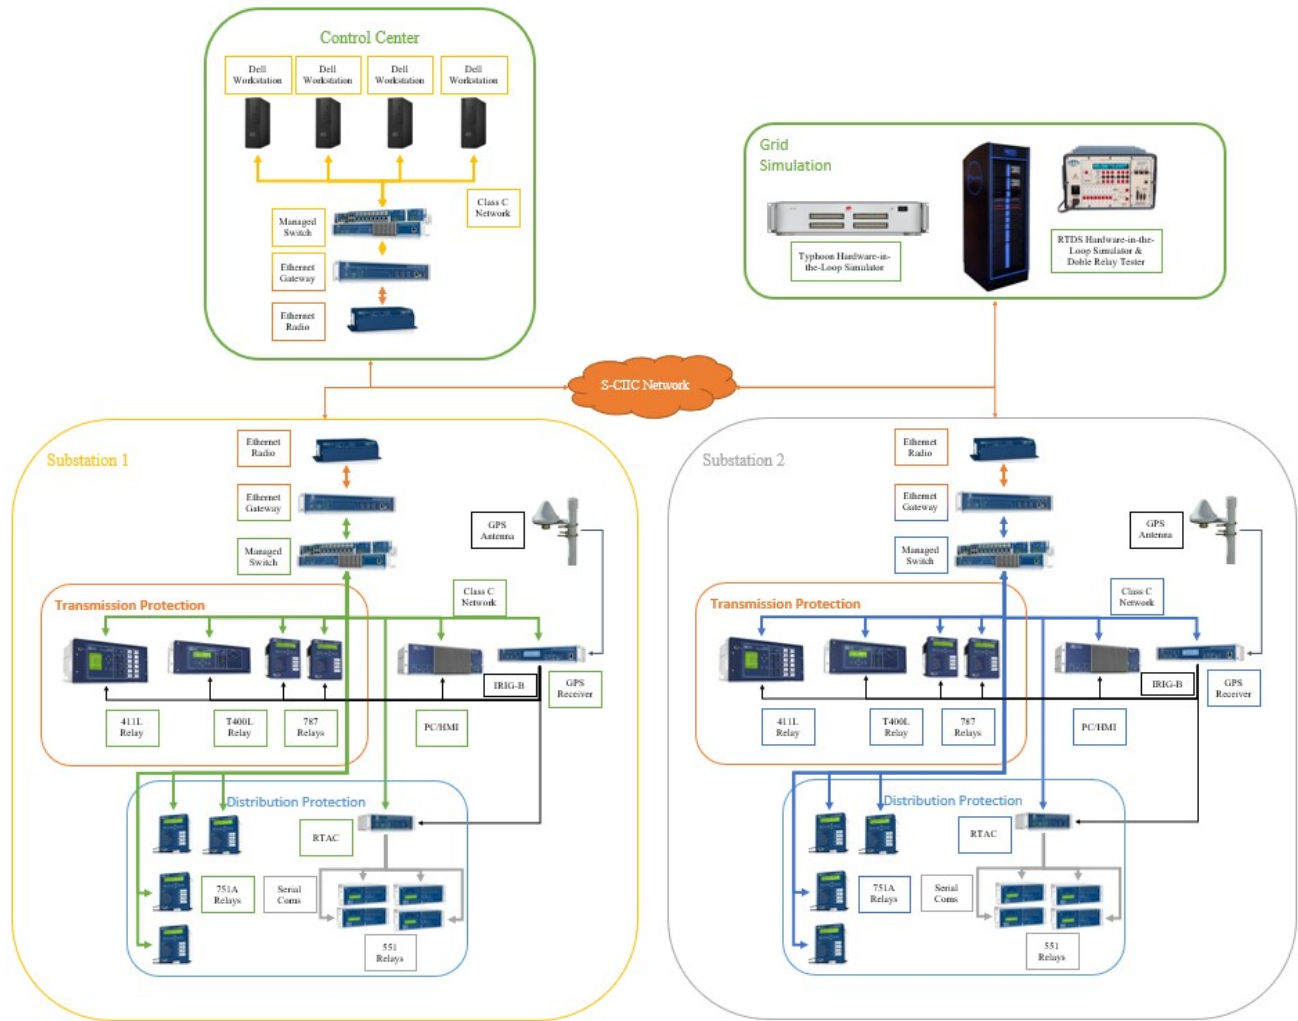 Control Center
Dell
Workstation
Dell
Workstation
Dell
Workstation
Dell
Workstation
Class C
Network
Managed
Switch
Ethernet
Gateway
Ethernet
Radio
Grid
Simulation
Typhoon Hardware-in-
the-Loop Simulator
RTDS Hardware-in-the-
Loop Simulator &
Doble Relay Tester
S-CIIC Network
Substation 1
Ethernet
Radio
Ethernet
Gateway
Managed
Switch
GPS
Antenna
Class C
Network
Transmission Protection
IRIG-B
GPS
Receiver
411L
Relay
T400L
Relay
787
Relays
PC/HMI
Distribution Protection
RTAC
751A
Relays
Serial
Coms
551
Relays
Substation 2
Ethernet
Radio
Ethernet
Gateway
Managed
Switch
GPS
Antenna
Class C
Network
Transmission Protection
IRIG-B
GPS
Receiver
411L
Relay
T400L
Relay
787
Relays
PC/HMI
Distribution Protection
RTAC
751A
Relays
Serial
Coms
551
Relays